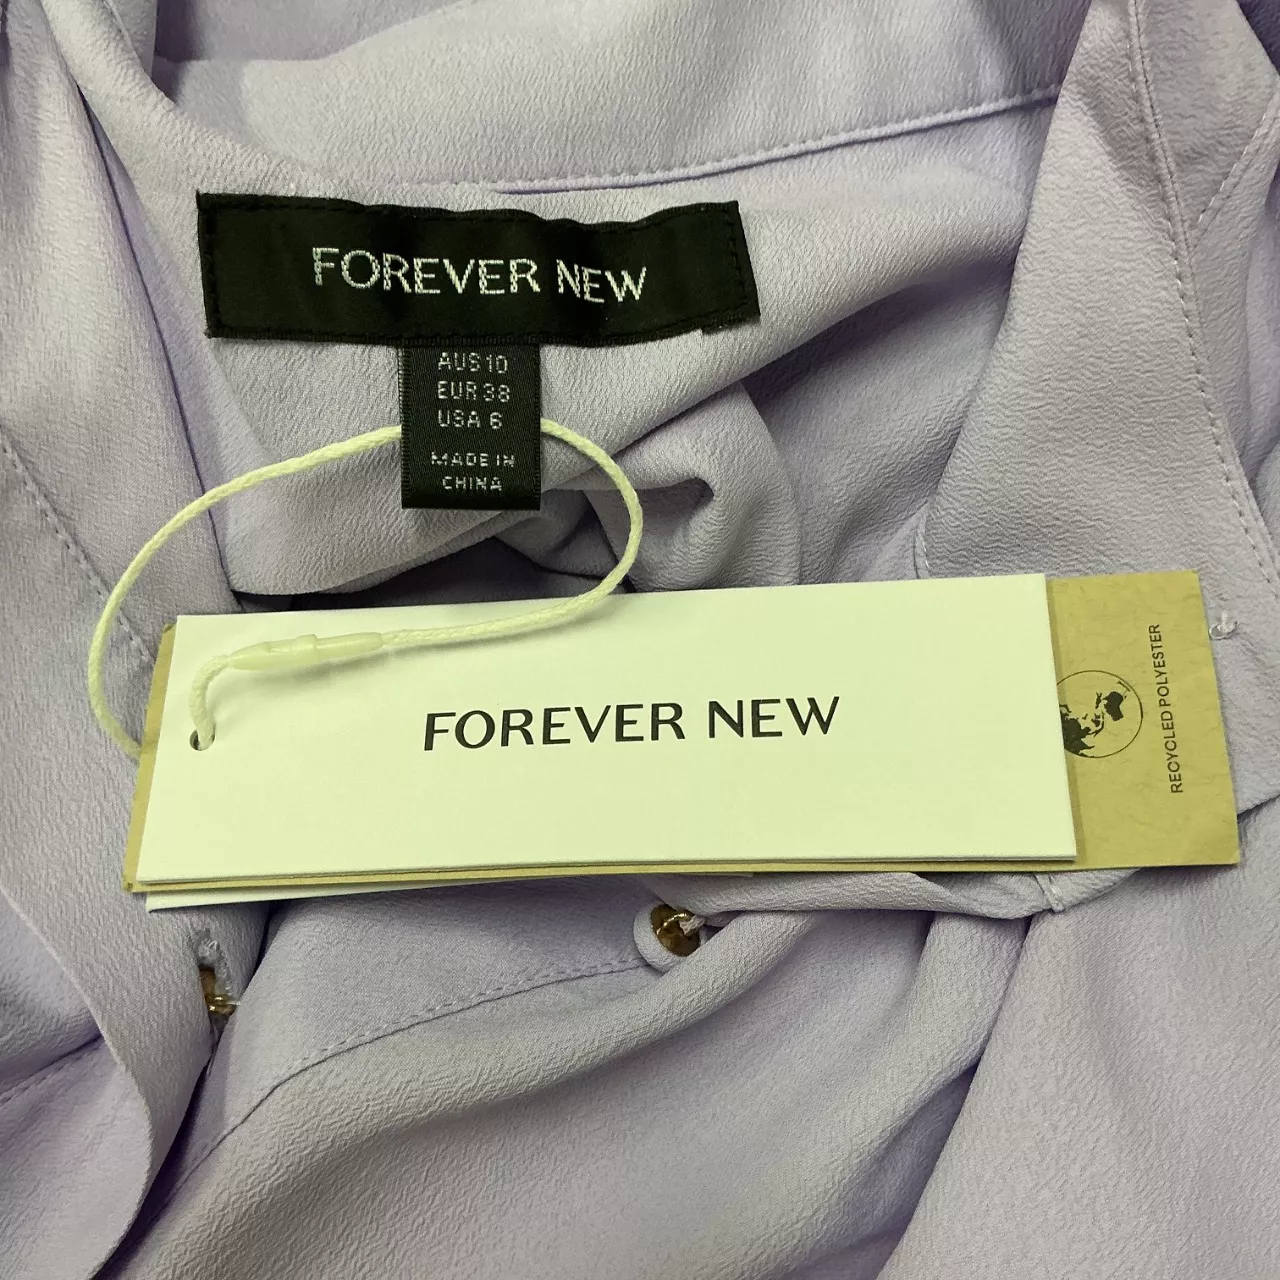 FOREVER NEW
AUS 10
EUR 38
USA 6
MADE IN
CHINA
FOREVER NEW
RECYCLED POLYESTER